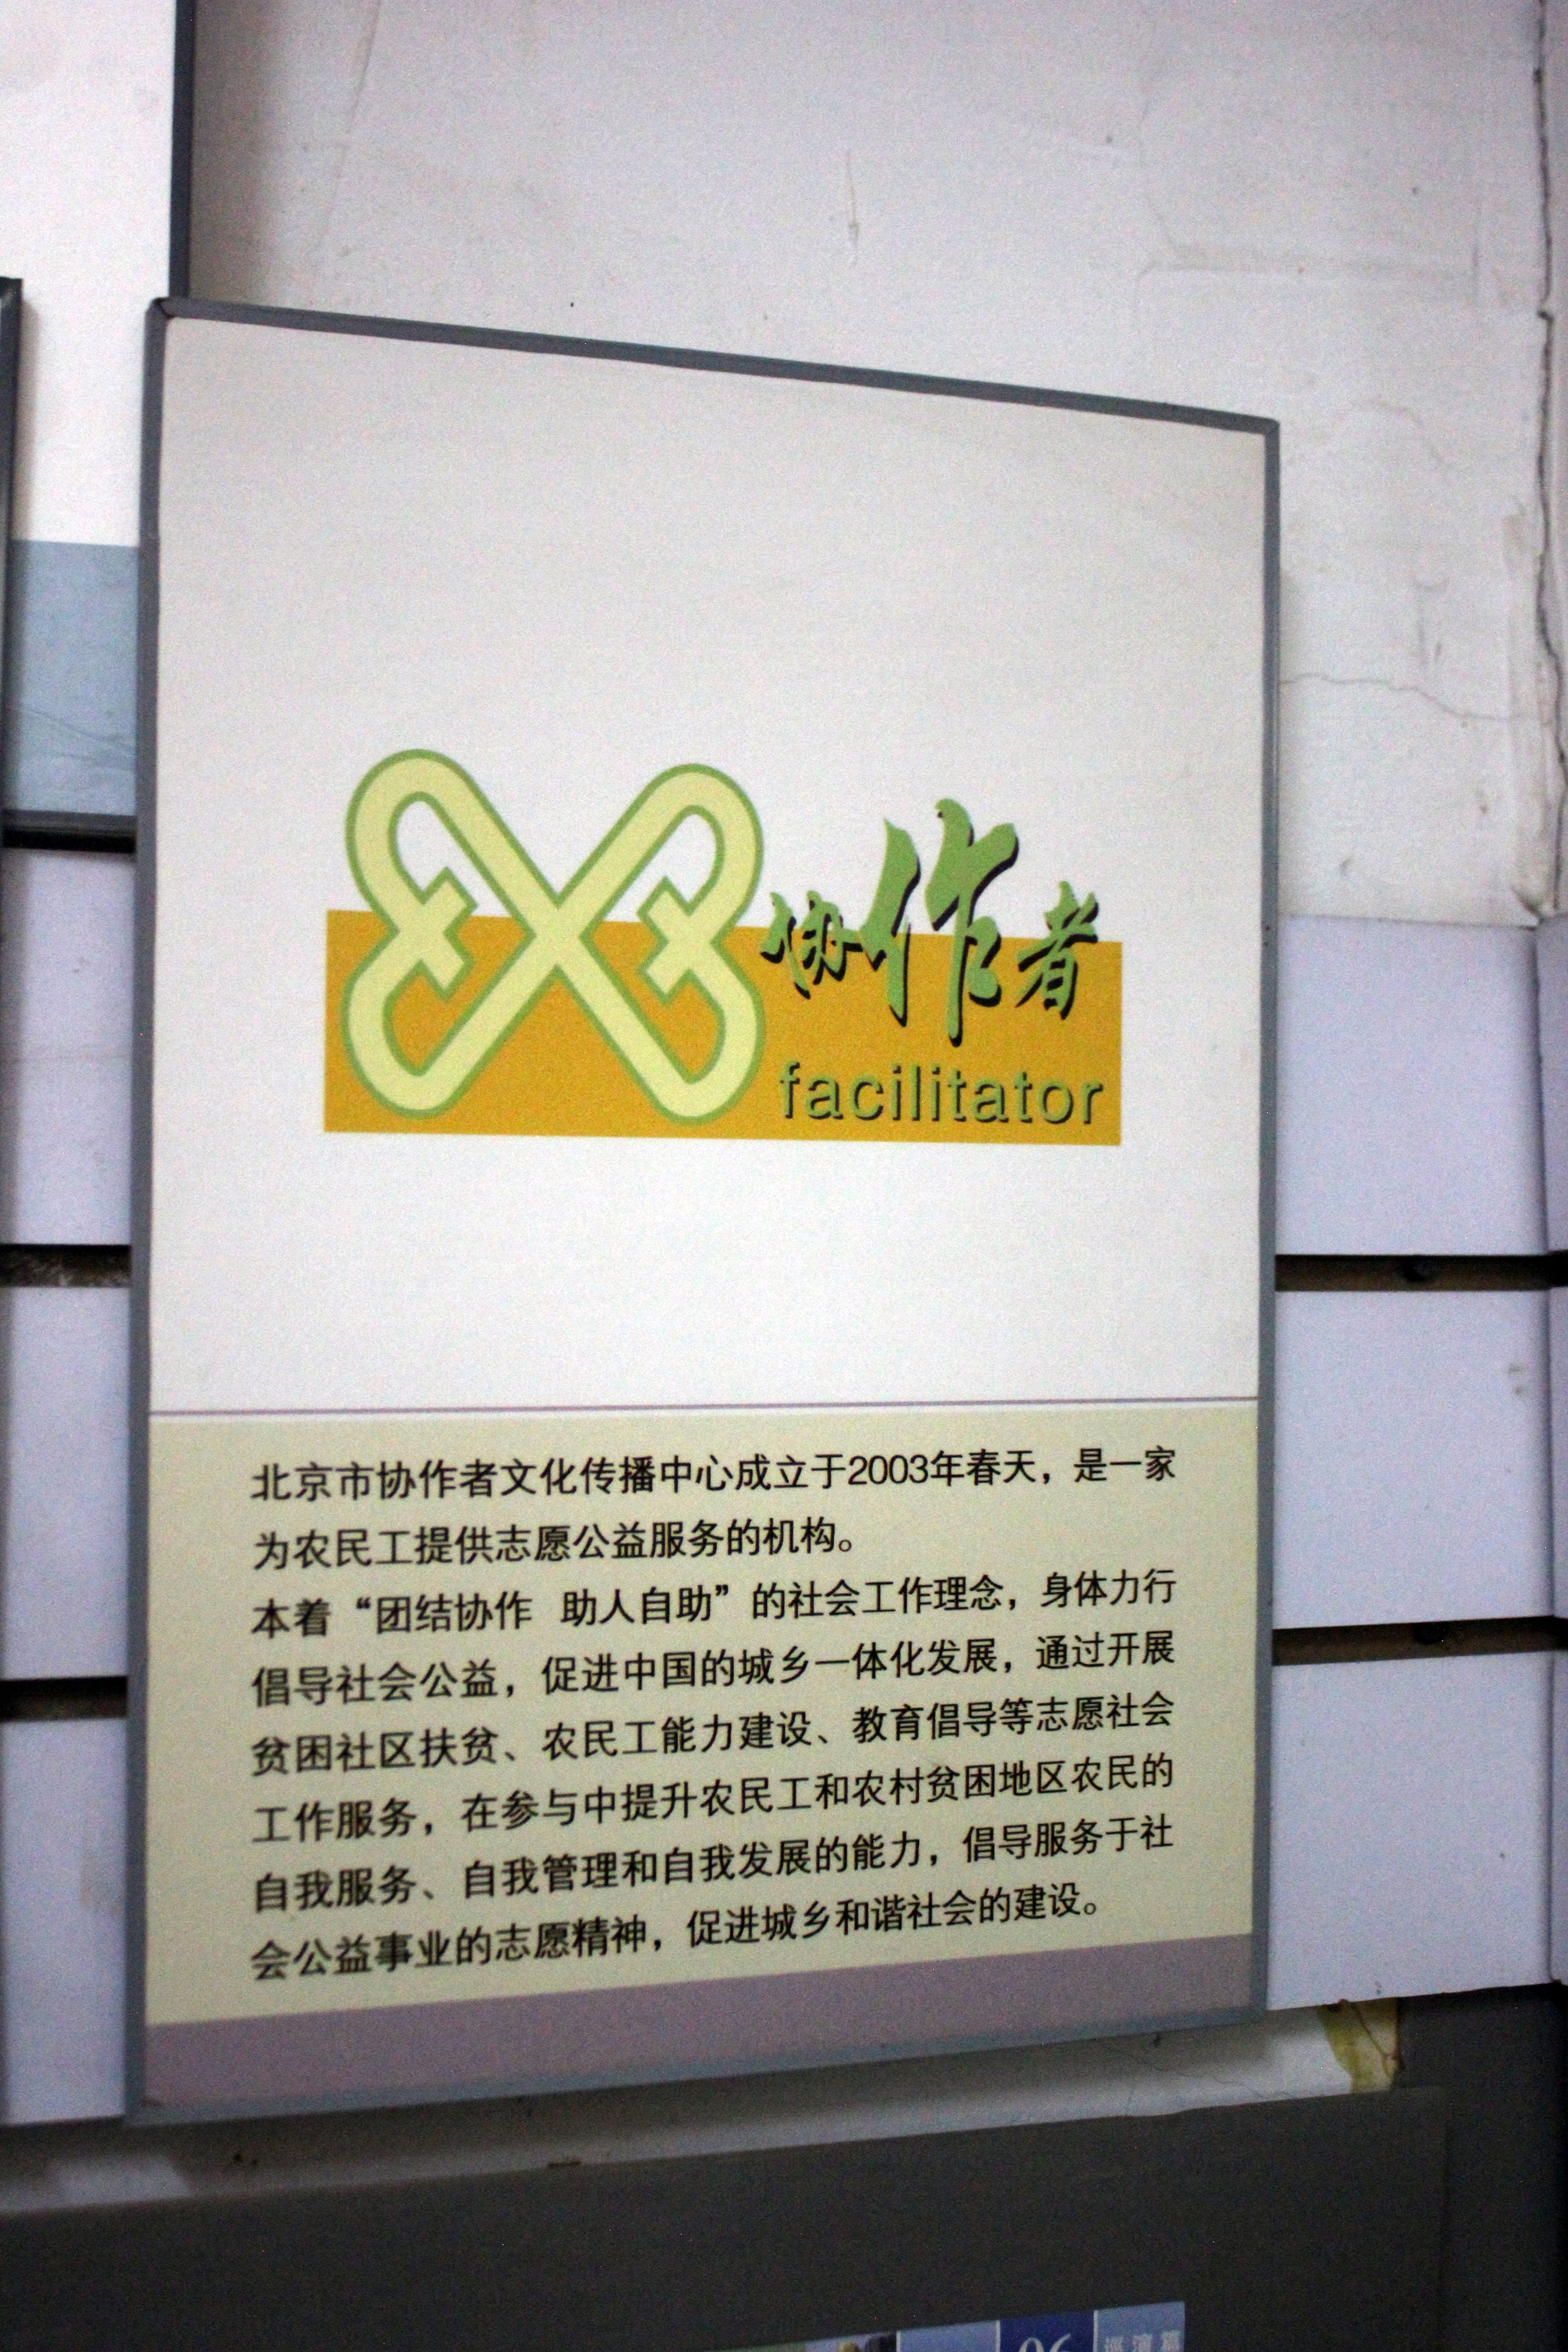 协作者
facilitator
北京市协作者文化传播中心成立于2003年春天，是一家
为农民工提供志愿公益服务的机构。
本着“团结协作 助人自助”的社会工作理念，身体力行
倡导社会公益，促进中国的城乡一体化发展，通过开展
贫困社区扶贫、农民工能力建设、教育倡导等志愿社会
工作服务，在参与中提升农民工和农村贫困地区农民的
自我服务、自我管理和自我发展的能力，倡导服务于社
会公益事业的志愿精神，促进城乡和谐社会的建设。
06